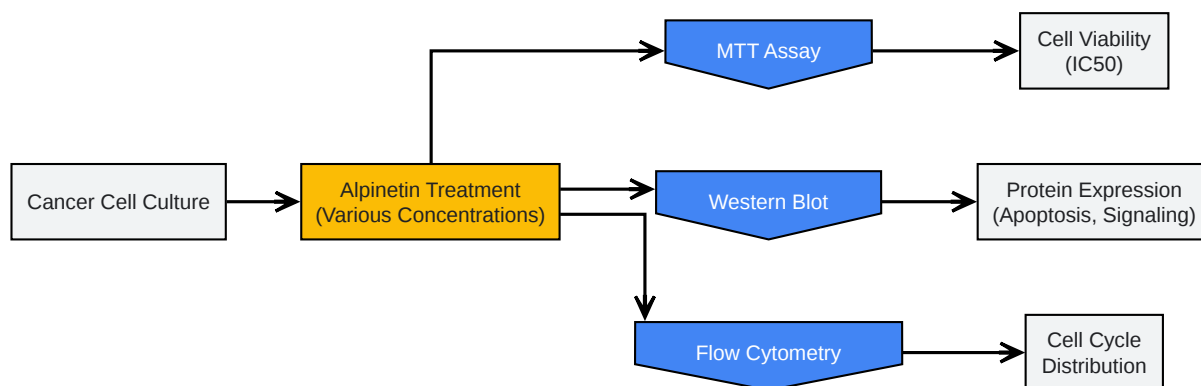 MTT Assay
Cell Viability
(IC50)
Cancer Cell Culture
Alpinetin Treatment
(Various Concentrations)
Western Blot
Protein Expression
(Apoptosis, Signaling)
Flow Cytometry
Cell Cycle
Distribution